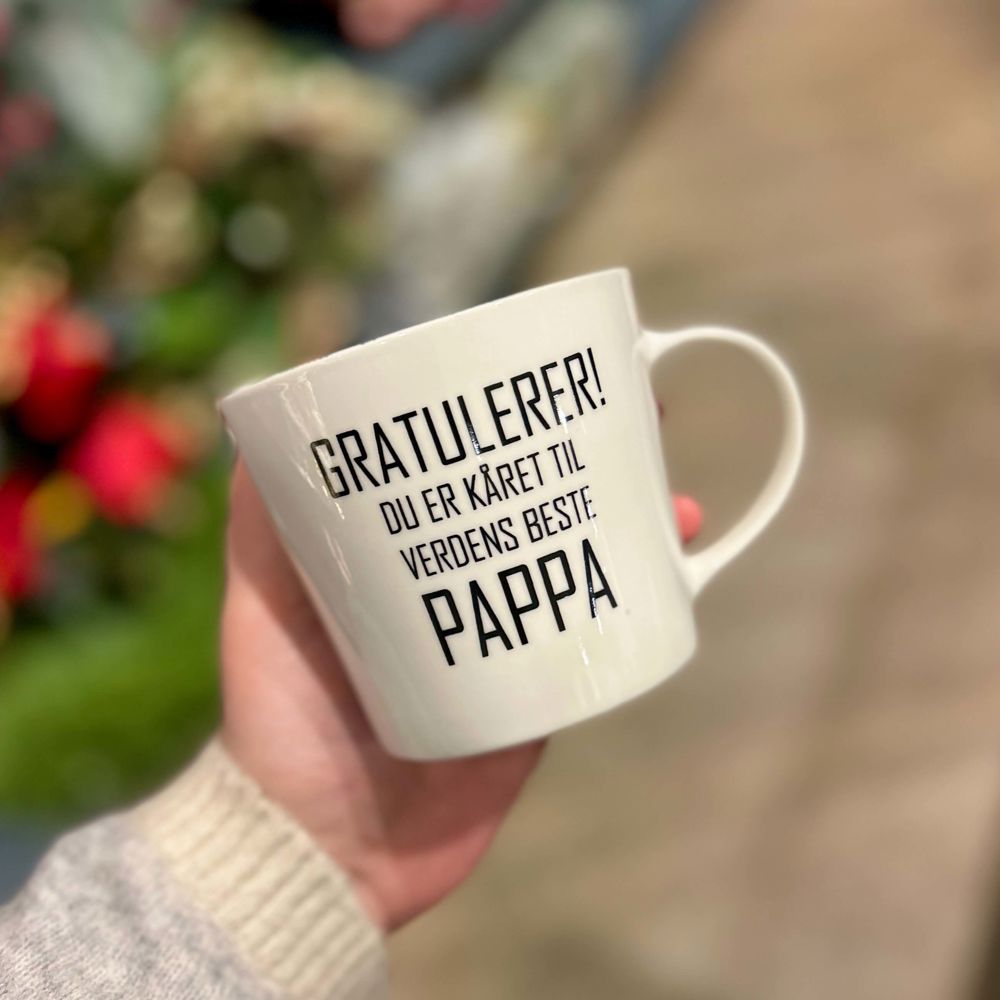 GRATULERER!
DU ER KÅRET TIL
VERDENS BESTE
PAPPA